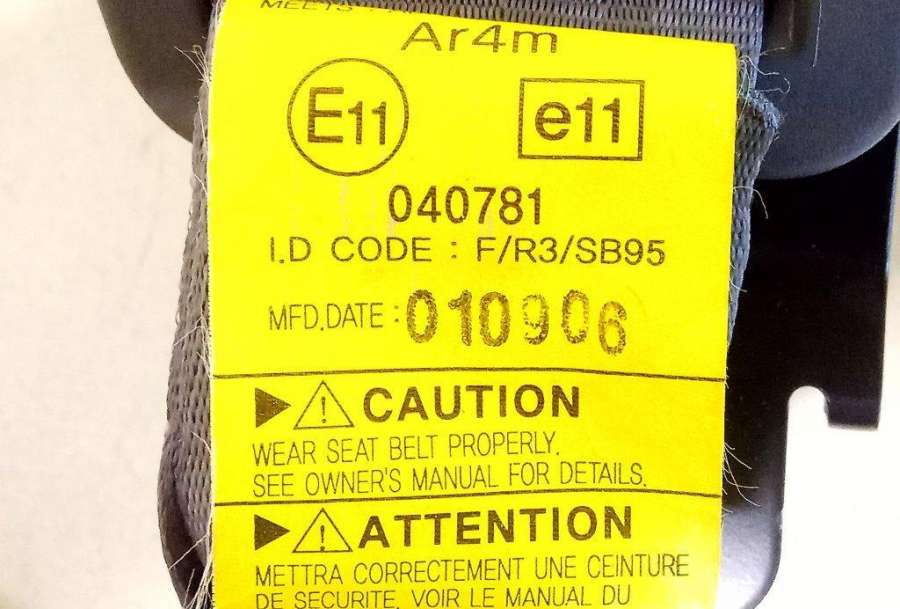 MEETS
Ar4m
E11 e11
040781
I.D CODE : F/R3/SB95
MFD.DATE : 010906
CAUTION
WEAR SEAT BELT PROPERLY.
SEE OWNER'S MANUAL FOR DETAILS.
ATTENTION
METTRA CORRECTEMENT UNE CEINTURE
DE SECURITE. VOIR LE MANUAL DU